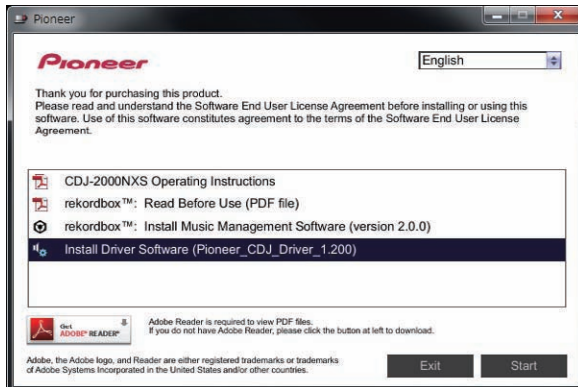 Pioneer
Pioneer
English
Thank you for purchasing this product.
Please read and understand the Software End User License Agreement before installing or using this
software. Use of this software constitutes agreement to the terms of the Software End User License
Agreement.
CDJ-2000NXS Operating Instructions
rekordbox™: Read Before Use (PDF file)
rekordbox™: Install Music Management Software (version 2.0.0)
Install Driver Software (Pioneer_CDJ_Driver_1.200)
Get
ADOBE® READER®
Adobe Reader is required to view PDF files.
If you do not have Adobe Reader, please click the button at left to download.
Adobe, the Adobe logo, and Reader are either registered trademarks or trademarks
of Adobe Systems Incorporated in the United States and/or other countries.
Exit
Start